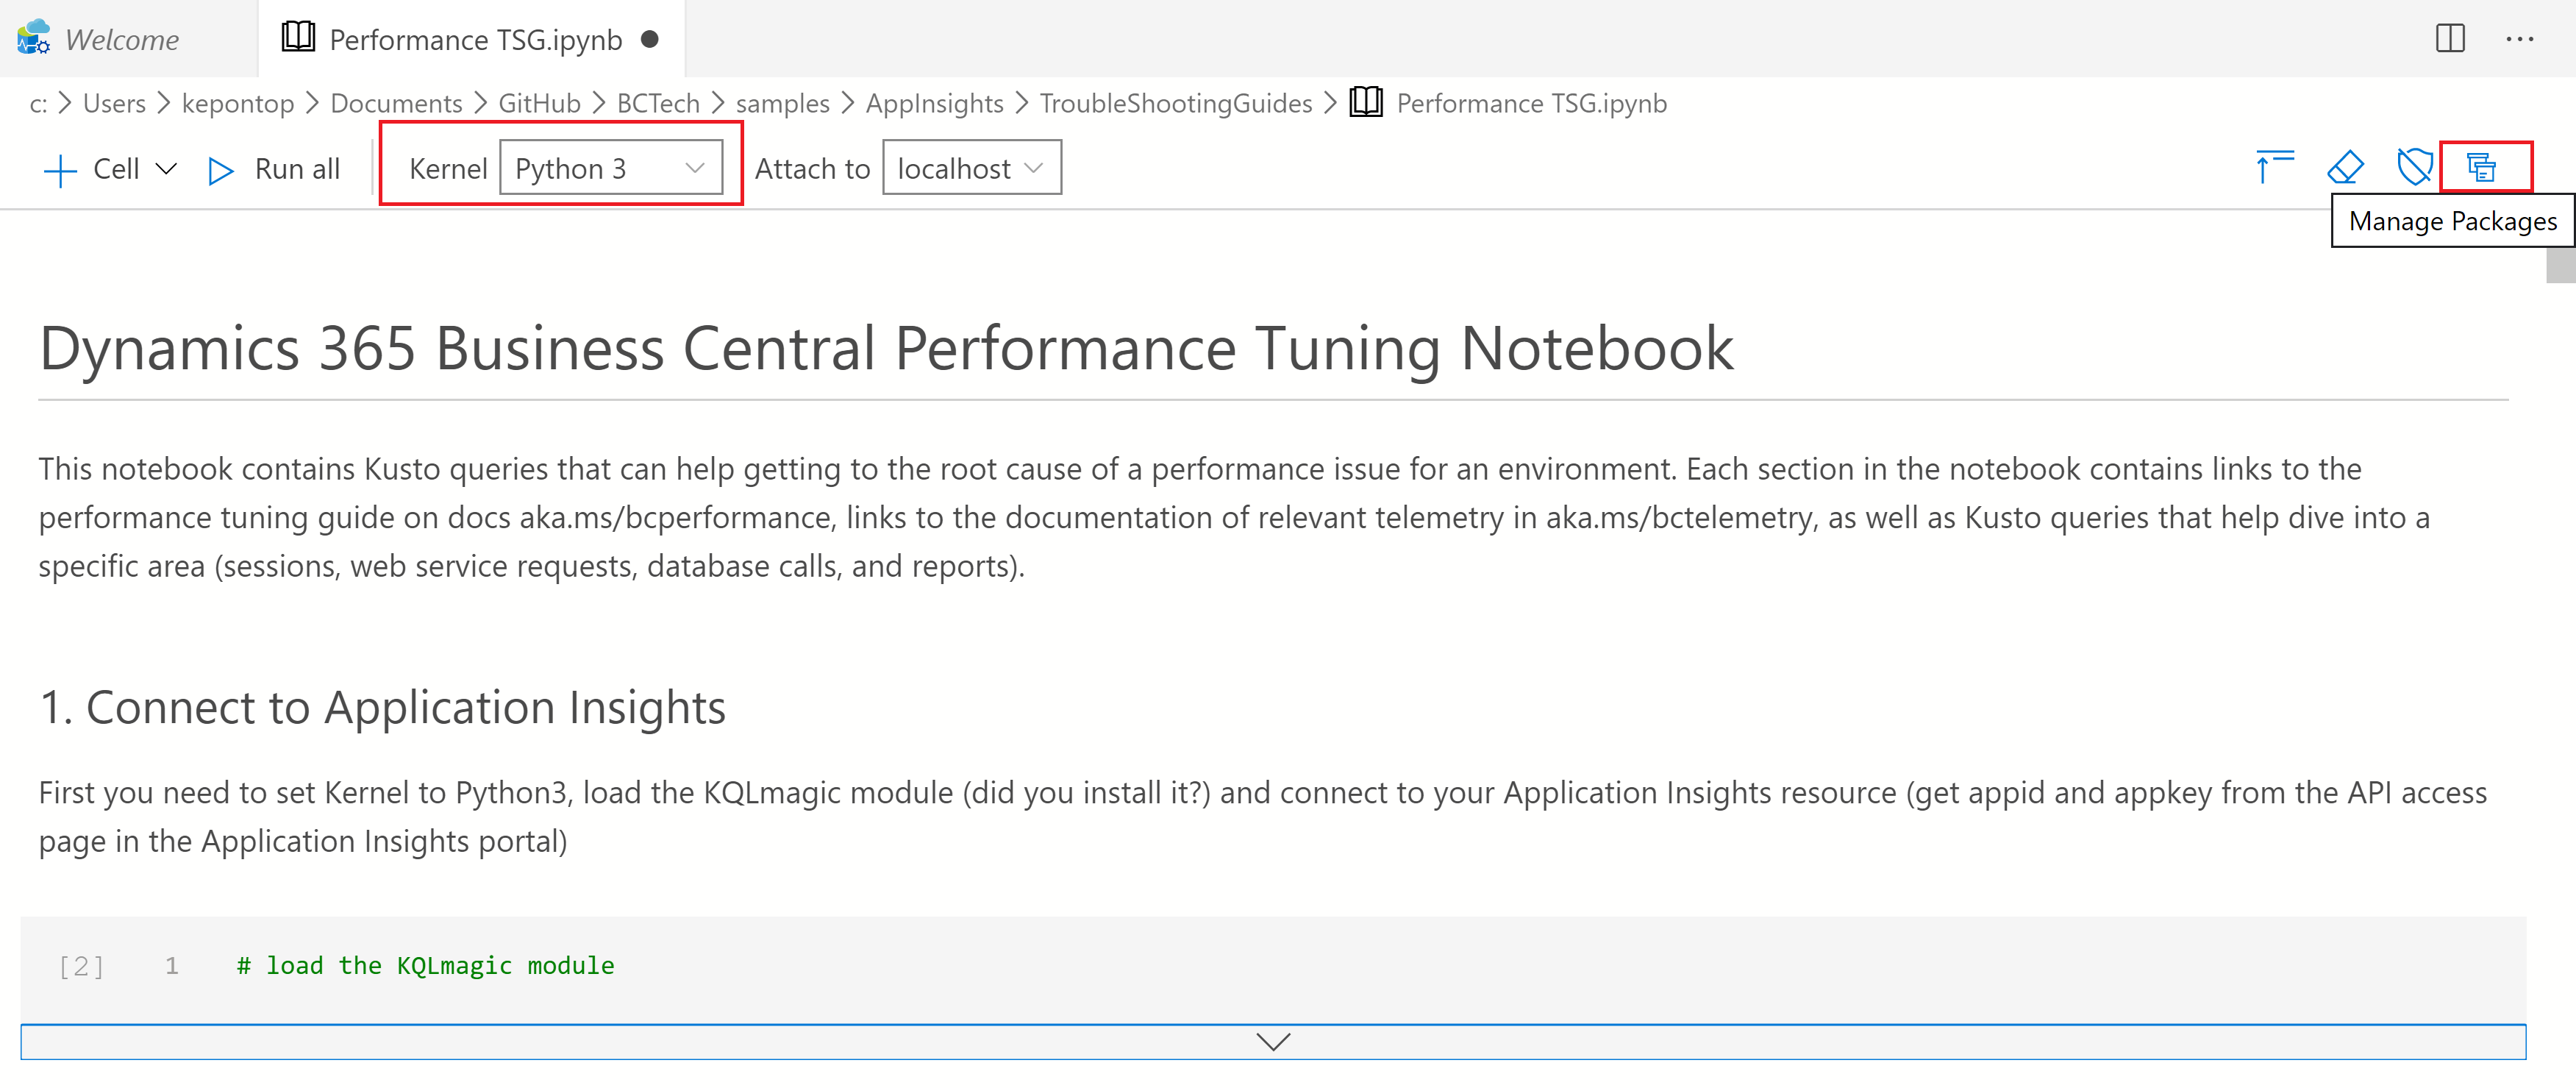 Welcome
Performance TSG.ipynb
c: > Users > kepontop > Documents > GitHub > BCTech > samples > AppInsights > TroubleShootingGuides > Performance TSG.ipynb
Cell Run all Kernel Python 3 Attach to localhost
Manage Packages
Dynamics 365 Business Central Performance Tuning Notebook
This notebook contains Kusto queries that can help getting to the root cause of a performance issue for an environment. Each section in the notebook contains links to the
performance tuning guide on docs aka.ms/bcperformance, links to the documentation of relevant telemetry in aka.ms/bctelemetry, as well as Kusto queries that help dive into a
specific area (sessions, web service requests, database calls, and reports).
1. Connect to Application Insights
First you need to set Kernel to Python3, load the KQLmagic module (did you install it?) and connect to your Application Insights resource (get appid and appkey from the API access
page in the Application Insights portal)
[2] 1 # load the KQLmagic module